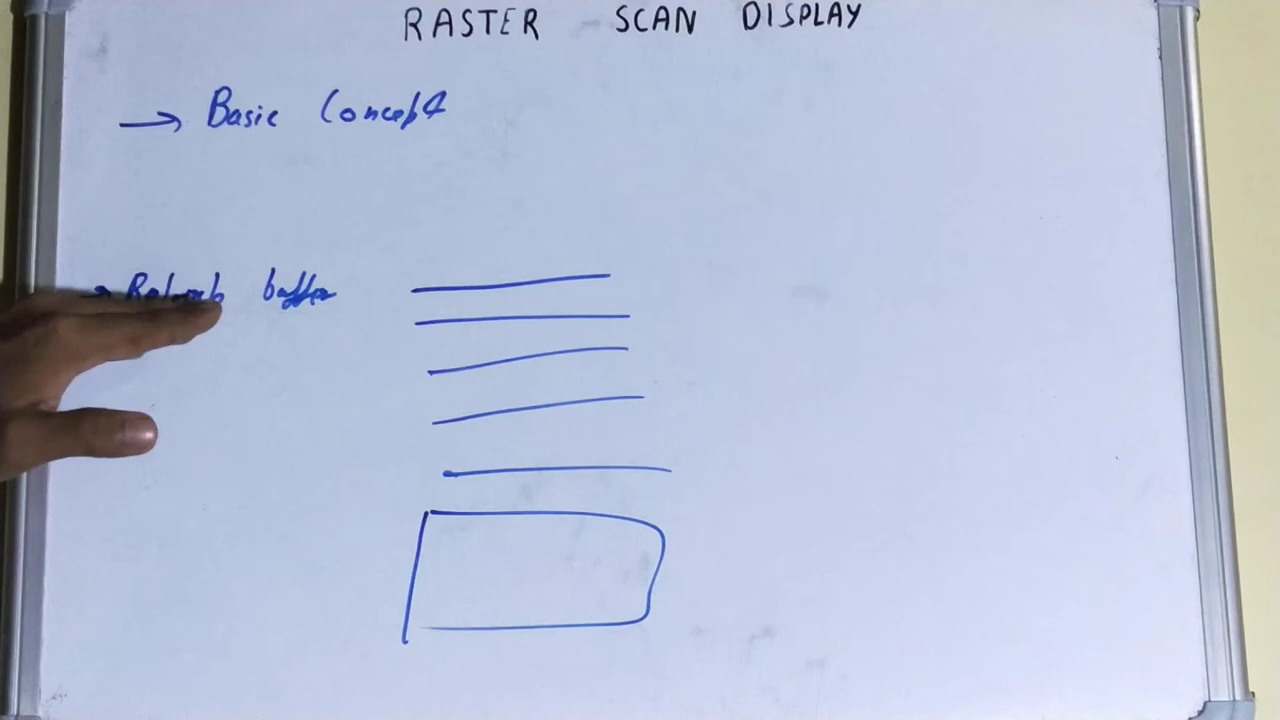 RASTER SCAN DISPLAY
→ Basic Concept
→ Refresh buffer